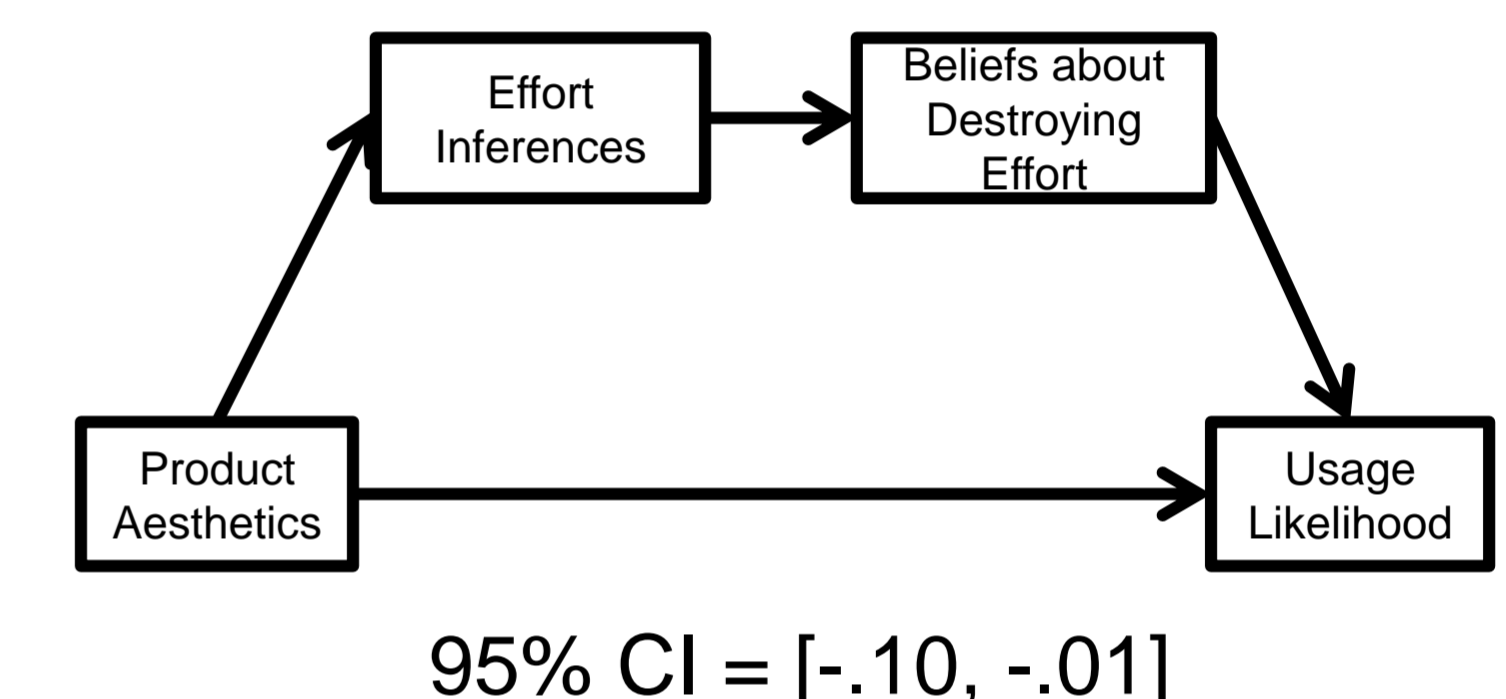 Effort
Inferences
Beliefs about
Destroying
Effort
Product
Aesthetics
Usage
Likelihood
95% CI = [-.10, -.01]